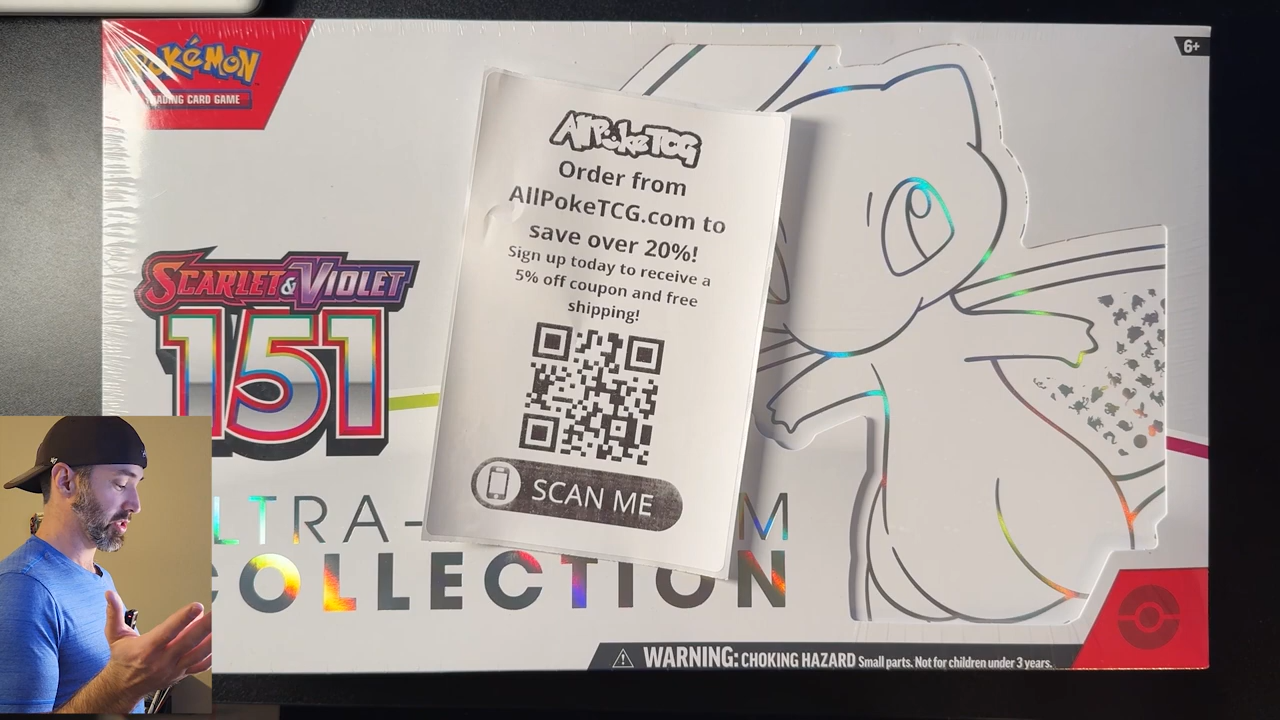 Pokémon
TRADING CARD GAME
6+
AllPokeTCG
Order from
AllPokeTCG.com to
save over 20%!
Sign up today to receive a
5% off coupon and free
shipping!
SCAN ME
SCARLET & VIOLET
151
LTRA-
M
COLLECTION
WARNING: CHOKING HAZARD Small parts. Not for children under 3 years.